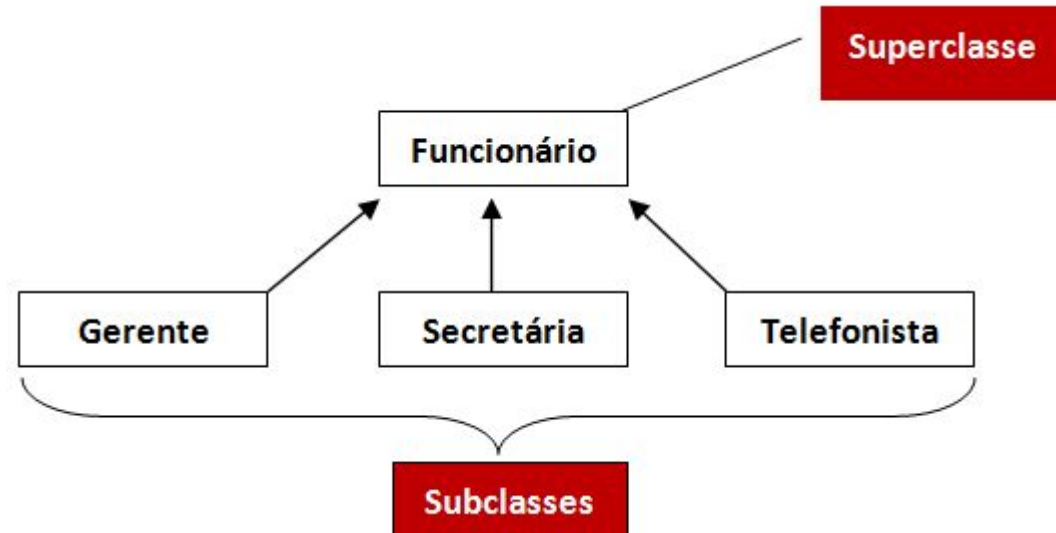 Superclasse
Funcionário
Gerente
Secretária
Telefonista
Subclasses